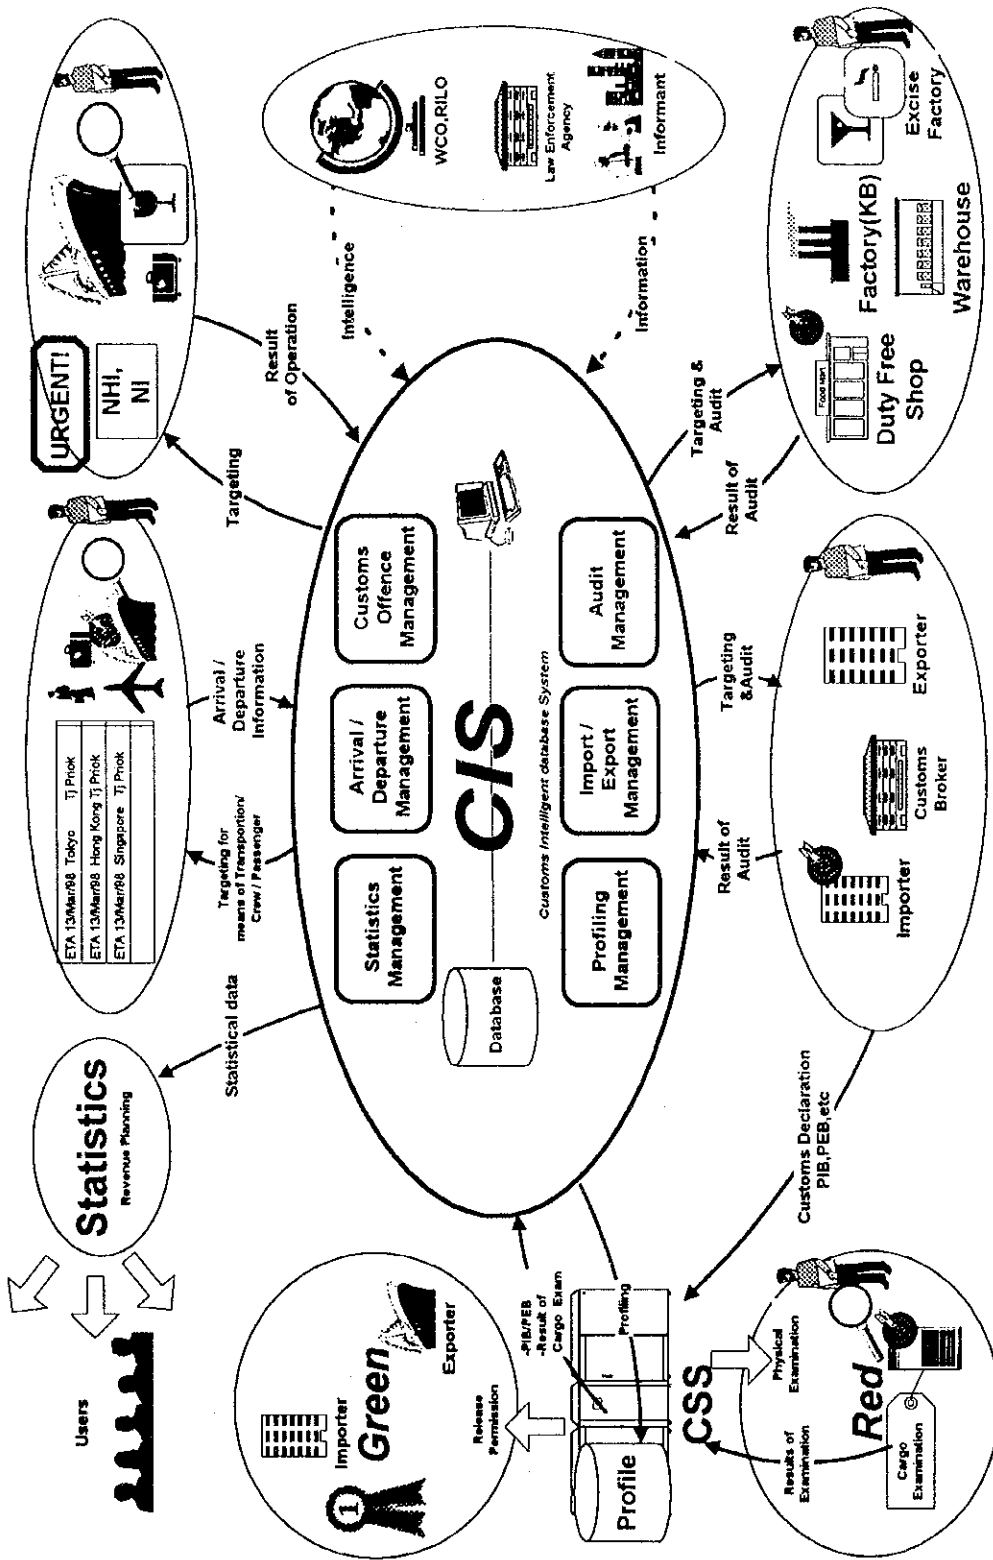 Users
Statistics
Revenue Planning
Statistical data
ETA 13/Mar/98 Tokyo Tj Priok
ETA 13/Mar/98 Hong Kong Tj Priok
ETA 13/Mar/98 Singapore Tj Priok
Targeting for
means of Transportion/
Crew / Passenger
Arrival /
Departure
Information
URGENT!
NHI,
NI
Targeting
Result
of Operation
Importer
Green
Exporter
1
Release
Permission
-PIB/PEB
-Result of
Cargo Exam
Profiling
Profile
CSS
Physical
Examination
Results of
Examination
Red
Cargo
Examination
Statistics
Management
Arrival /
Departure
Management
Customs
Offence
Management
Database
CIS
Customs Intelligent database System
Profiling
Management
Import /
Export
Management
Audit
Management
Intelligence
Information
WCO,RILO
Law Enforcement
Agency
Informant
Customs Declaration
PIB,PEB,etc
Result of
Audit
Targeting
&Audit
Importer
Customs
Broker
Exporter
Result of
Audit
Targeting &
Audit
Food Mart
Duty Free
Shop
Factory(KB)
Warehouse
Excise
Factory